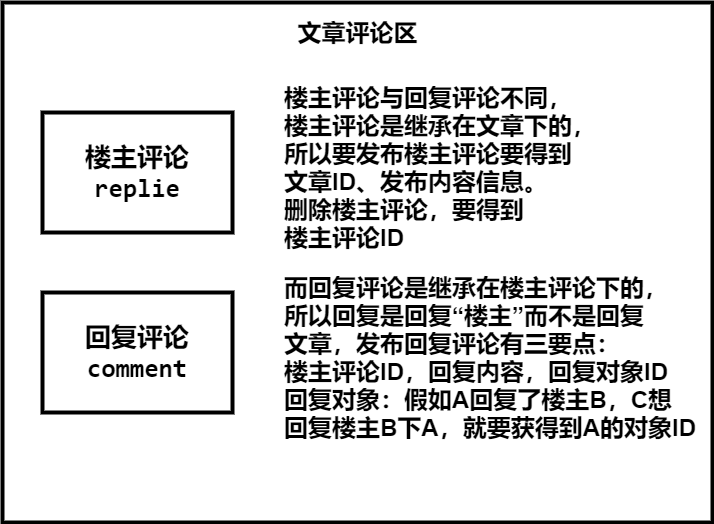 文章评论区
楼主评论
replie
楼主评论与回复评论不同，
楼主评论是继承在文章下的，
所以要发布楼主评论要得到
文章ID、发布内容信息。
删除楼主评论，要得到
楼主评论ID
回复评论
comment
而回复评论是继承在楼主评论下的，
所以回复是回复“楼主”而不是回复
文章，发布回复评论有三要点：
楼主评论ID，回复内容，回复对象ID
回复对象：假如A回复了楼主B，C想
回复楼主B下A，就要获得到A的对象ID